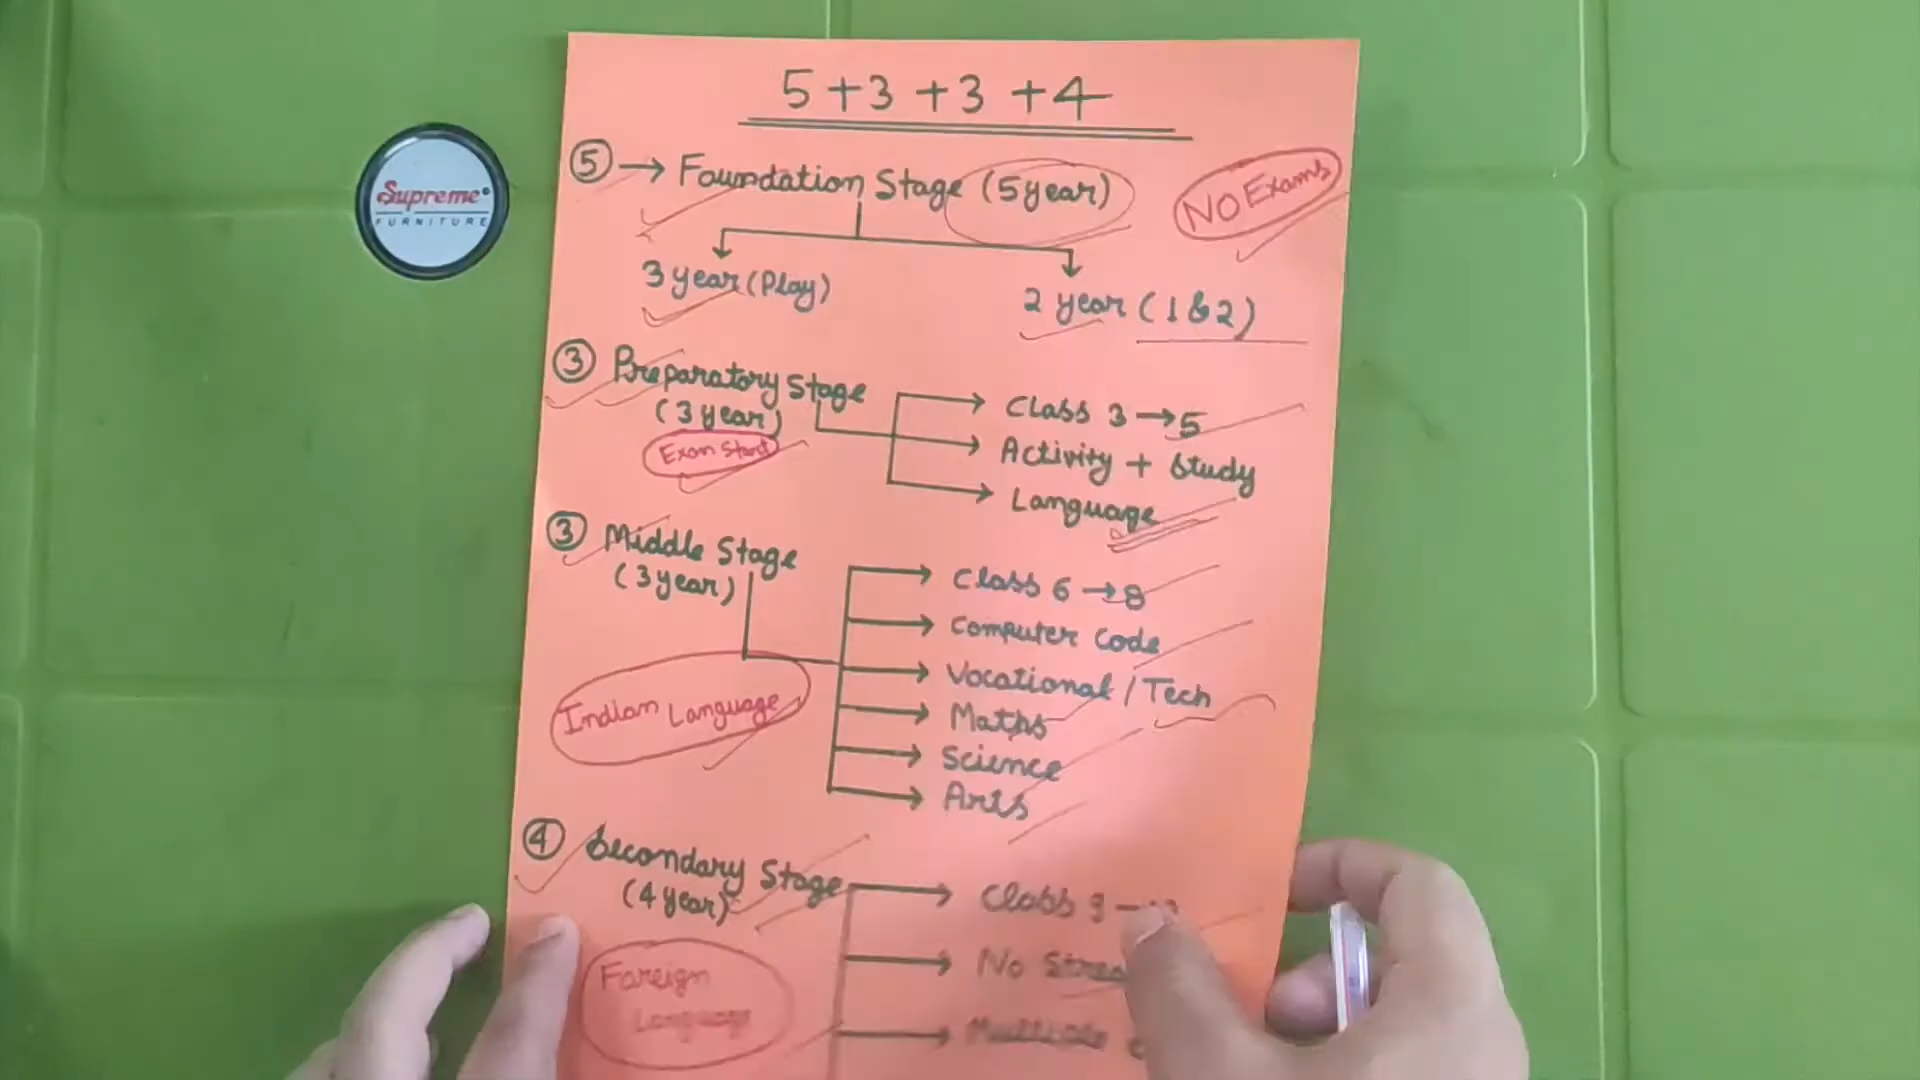 5+3+3+4
⑤ → Foundation Stage (5 year)
NO Exams
3 year (Play)
2 year (1 & 2)
③ Preparatory Stage
(3 year)
Exam Start
→ Class 3 → 5
→ Activity + Study
→ Language
③ Middle Stage
(3 year)
Indian Language
→ Class 6 → 8
→ Computer Code
→ Vocational / Tech
→ Maths
→ Science
→ Arts
④ Secondary Stage
(4 year)
Foreign
Language
→ Class 9
→ No
Supreme
FURNITURE